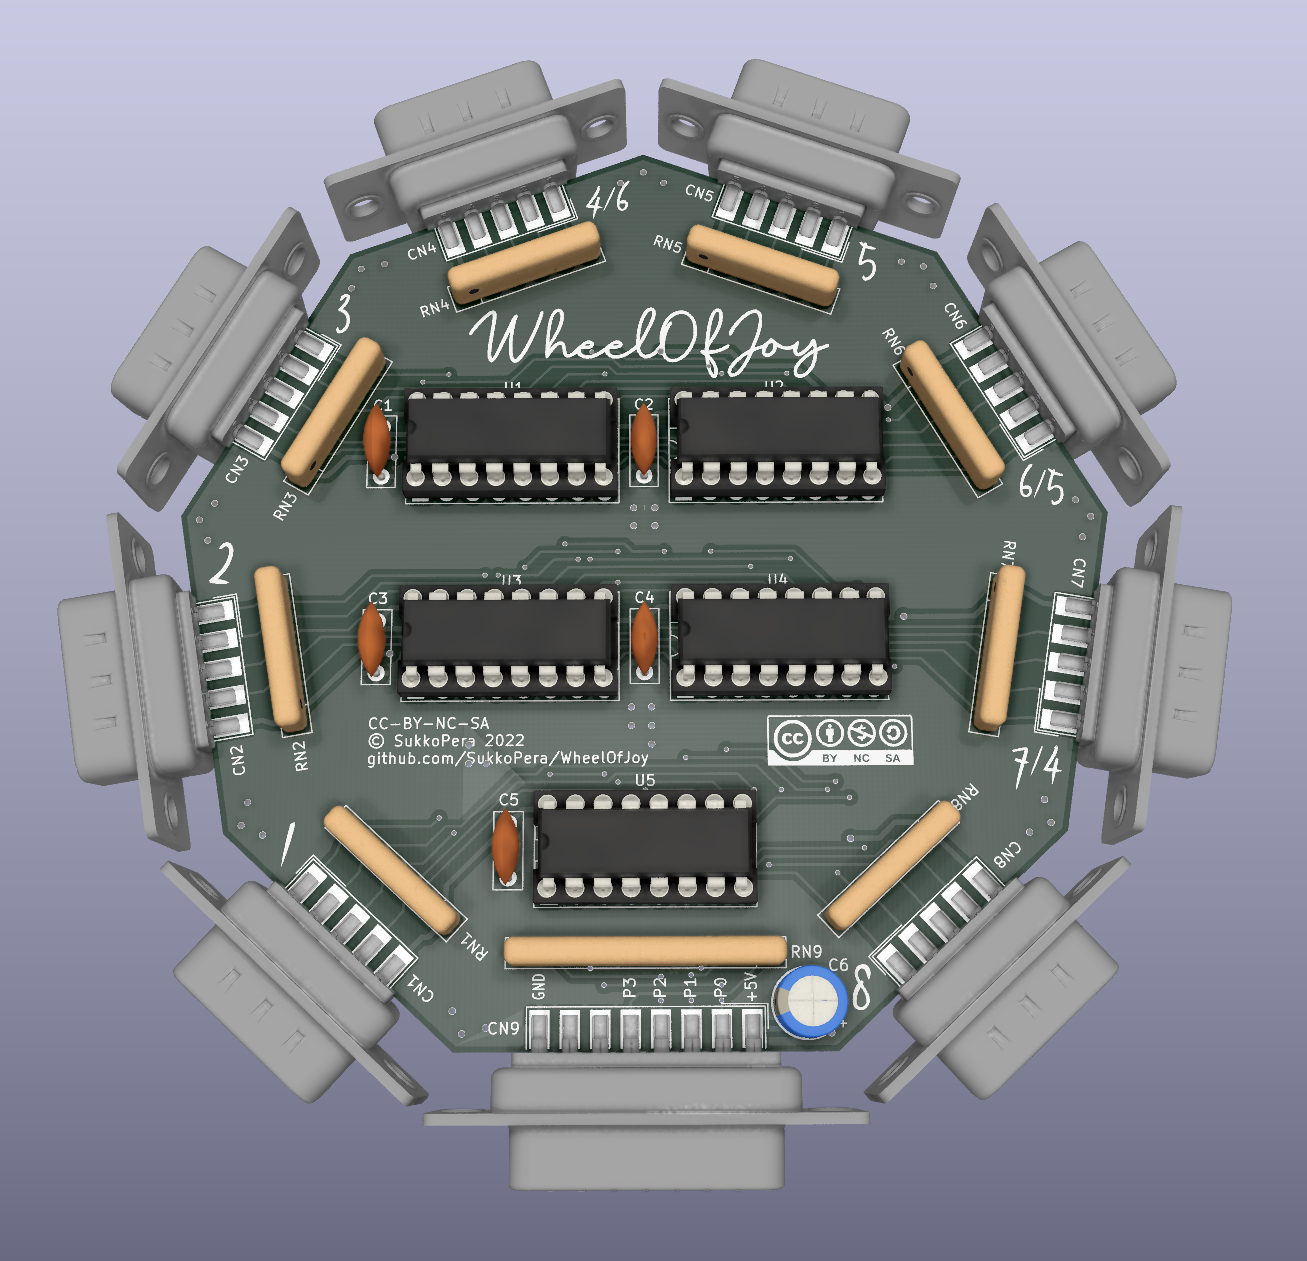 4/6
CN5
CN4
RN5
5
RN4
3
WheelOfJoy
CN6
RN6
U1
U2
C1
C2
CN3
RN3
6/5
2
U3
U4
C3
C4
RN7
CN7
CC-BY-NC-SA
© SukkoPera 2022
github.com/SukkoPera/WheelOfJoy
cc BY NC SA
CN2
RN2
7/4
U5
C5
RN8
CN8
1
RN1
CN1
RN9
C6
8
GND P3 P2 P1 P0 +5V
+
CN9